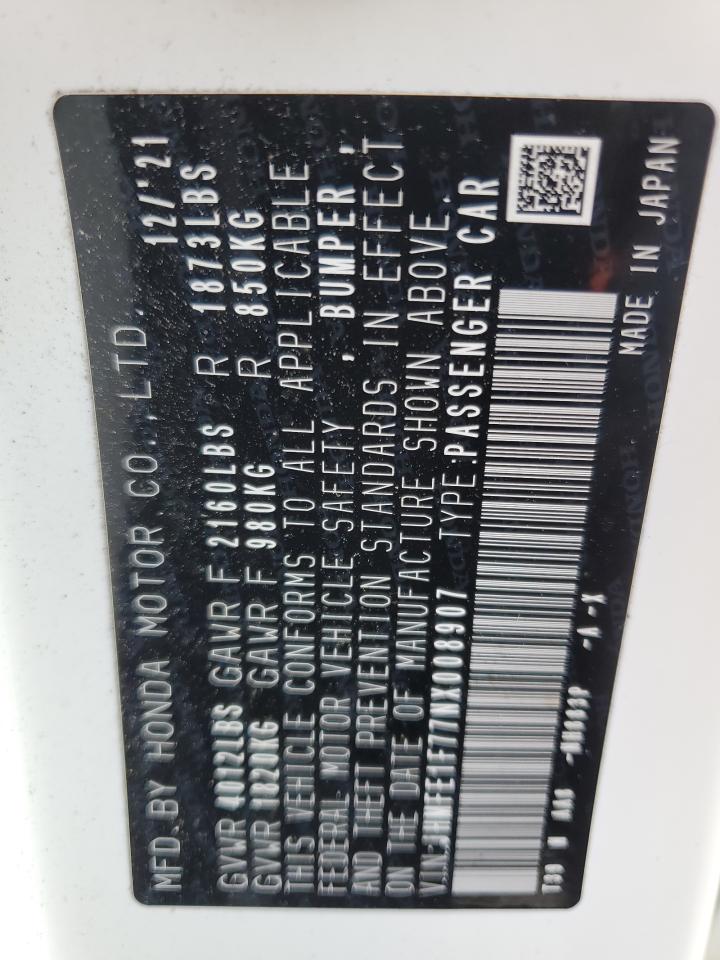 MFD. BY HONDA MOTOR CO., LTD. 12/'21
GVWR 4012LBS GAWR F 2160LBS R 1873LBS
GVWR 1820KG GAWR F 980KG R 850KG
THIS VEHICLE CONFORMS TO ALL APPLICABLE
FEDERAL MOTOR VEHICLE SAFETY , BUMPER ,
AND THEFT PREVENTION STANDARDS IN EFFECT
ON THE DATE OF MANUFACTURE SHOWN ABOVE.
VIN: TYPE:PASSENGER CAR
MADE IN JAPAN
-A -X